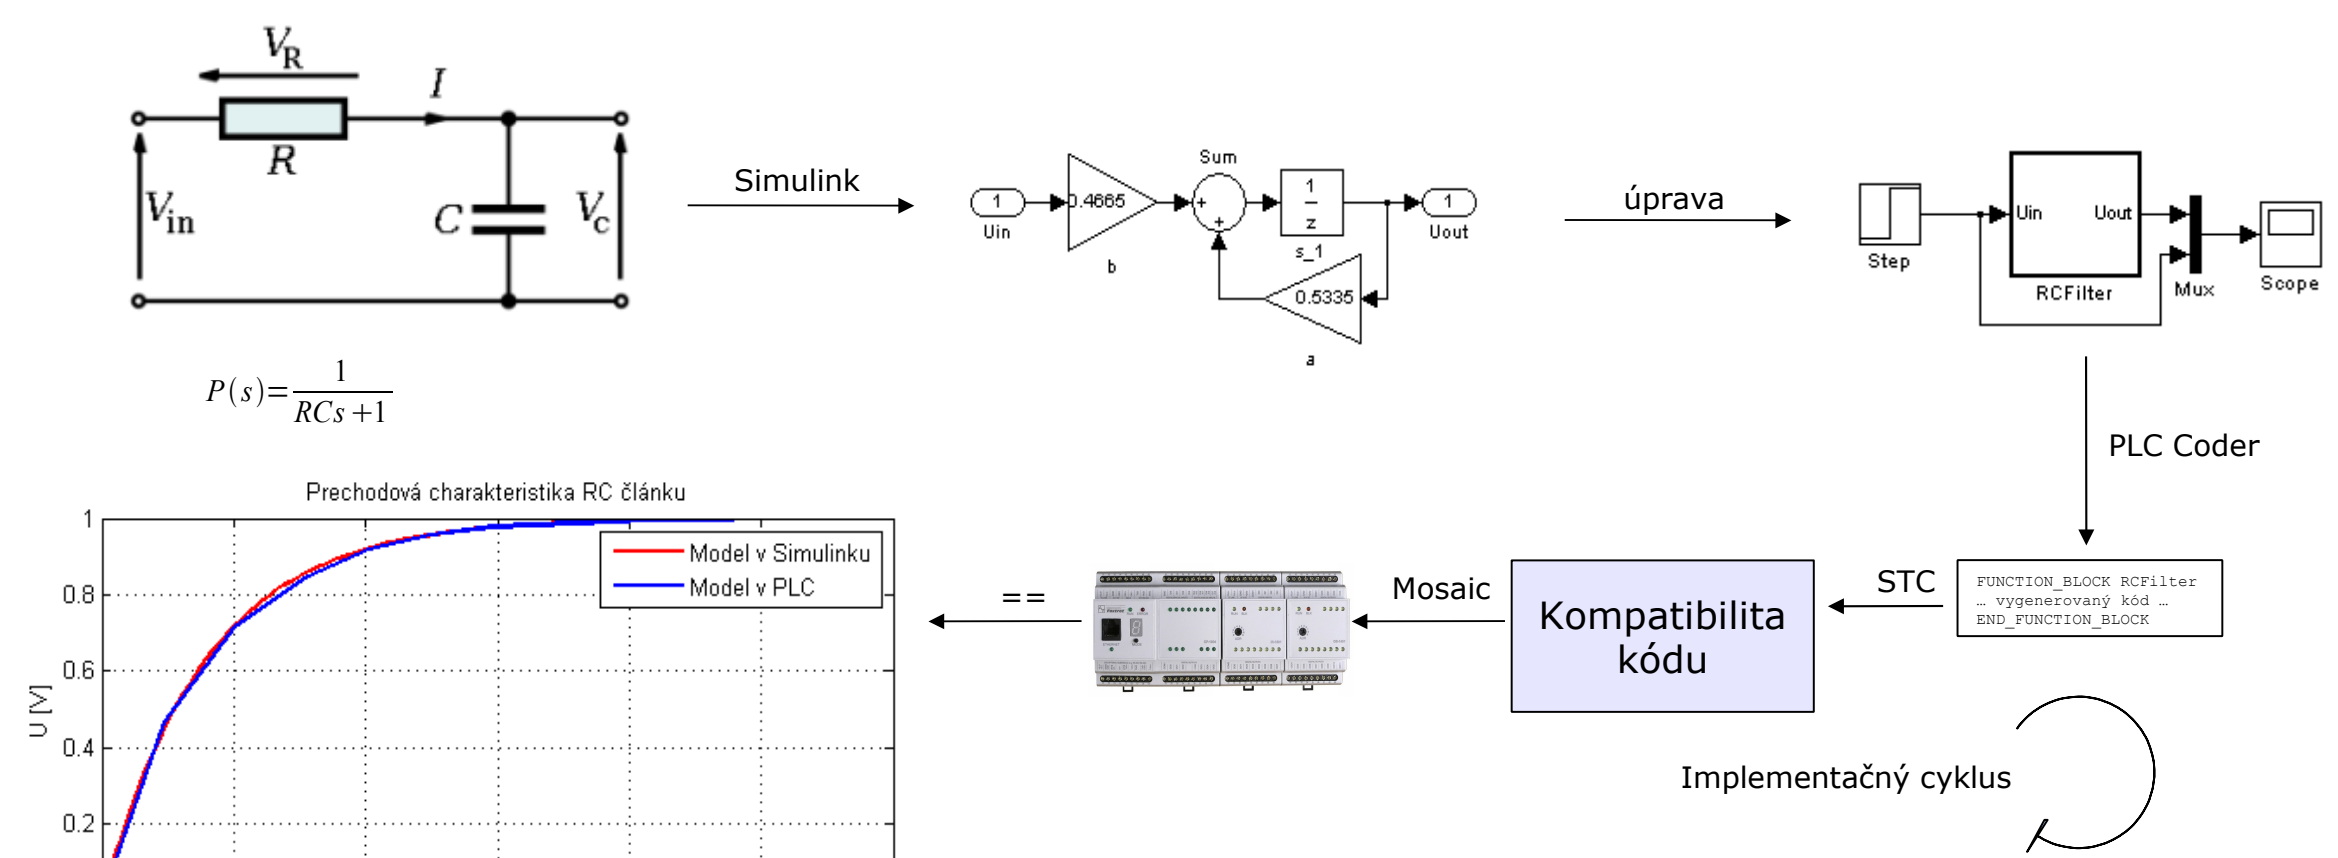 V_R
I
R
V_in
C
V_c
P(s)=1/(RCs+1)
Simulink
Sum
1
0.4665
+
+
1
z
1
Uin
b
s_1
Uout
0.5335
a
úprava
Step
Uin
Uout
RCFilter
Mux
Scope
PLC Coder
FUNCTION_BLOCK RCFilter
… vygenerovaný kód …
END_FUNCTION_BLOCK
STC
Kompatibilita
kódu
Mosaic
==
Prechodová charakteristika RC článku
Model v Simulinku
Model v PLC
1
0.8
0.6
0.4
0.2
U [V]
Implementačný cyklus